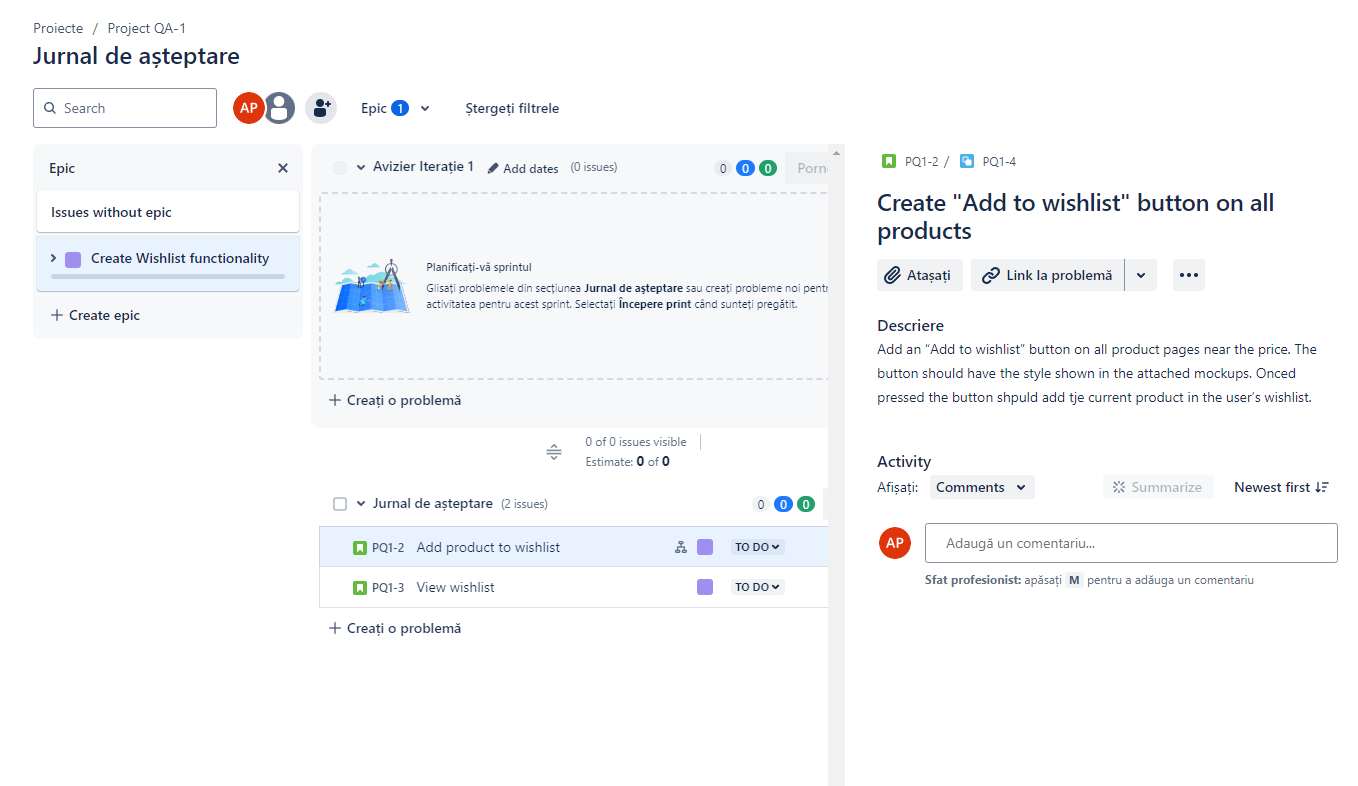 Proiecte / Project QA-1
Jurnal de așteptare
Search
AP
Epic 1
Ștergeți filtrele
Epic
Issues without epic
Create Wishlist functionality
Create epic
Avizier Iterație 1 Add dates (0 issues) 0 0 0 Porn
Planificați-vă sprintul
Glisați problemele din secțiunea Jurnal de așteptare sau creați probleme noi pentr
activitatea pentru acest sprint. Selectați Începere print când sunteți pregătit.
Creați o problemă
0 of 0 issues visible
Estimate: 0 of 0
Jurnal de așteptare (2 issues) 0 0 0
PQ1-2 Add product to wishlist TO DO
PQ1-3 View wishlist TO DO
Creați o problemă
PQ1-2 / PQ1-4
Create "Add to wishlist" button on all
products
Atașați
Link la problemă
Descriere
Add an “Add to wishlist” button on all product pages near the price. The
button should have the style shown in the attached mockups. Onced
pressed the button shpuld add tje current product in the user’s wishlist.
Activity
Afișați: Comments Summarize Newest first
AP
Adaugă un comentariu...
Sfat profesionist: apăsați M pentru a adăuga un comentariu